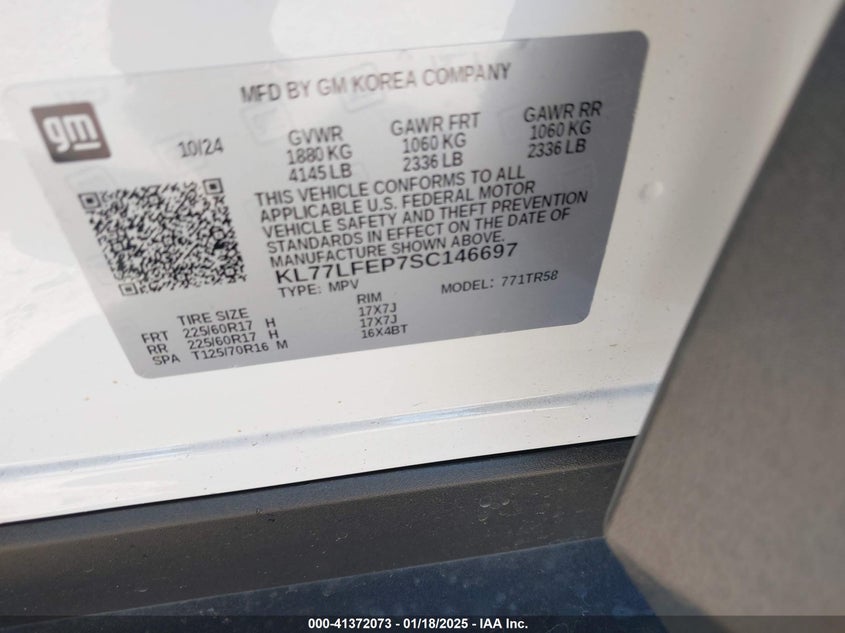 MFD BY GM KOREA COMPANY
gm
10/24
GVWR
1880 KG
4145 LB
GAWR FRT
1060 KG
2336 LB
GAWR RR
1060 KG
2336 LB
THIS VEHICLE CONFORMS TO ALL
APPLICABLE U.S. FEDERAL MOTOR
VEHICLE SAFETY AND THEFT PREVENTION
STANDARDS IN EFFECT ON THE DATE OF
MANUFACTURE SHOWN ABOVE.
KL77LFEP7SC146697
TYPE: MPV MODEL: 771TR58
TIRE SIZE RIM
FRT 225/60R17 H 17X7J
RR 225/60R17 H 17X7J
SPA T125/70R16 M 16X4BT
000-41372073 — 01/18/2025 — IAA Inc.